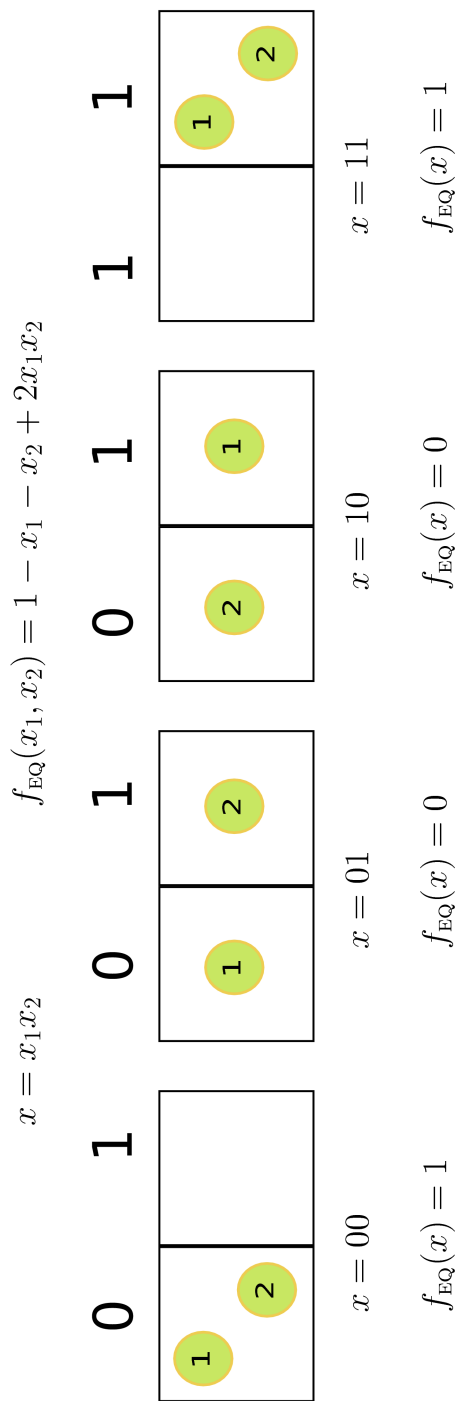 x = x₁x₂ f_EQ(x₁, x₂) = 1 − x₁ − x₂ + 2x₁x₂
0 1 0 1 0 1 1 1
1 2 1 2 2 1 1 2
x = 00 x = 01 x = 10 x = 11
f_EQ(x) = 1 f_EQ(x) = 0 f_EQ(x) = 0 f_EQ(x) = 1